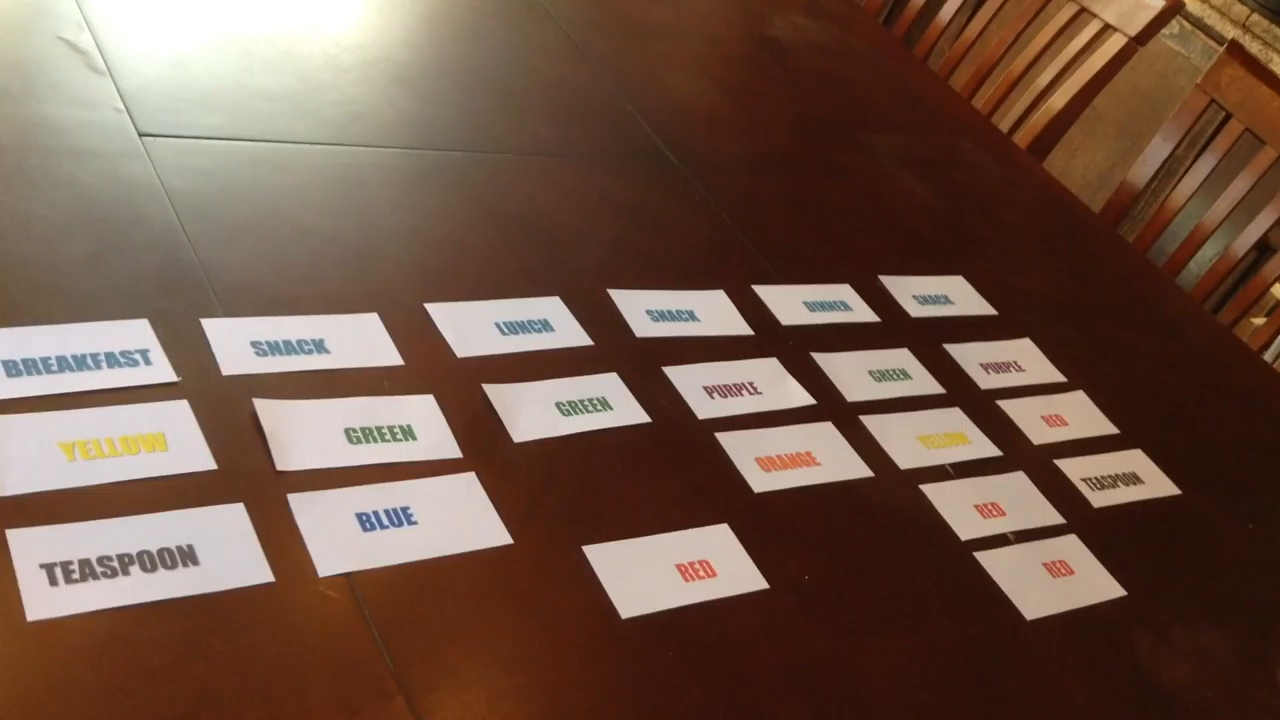 BREAKFAST
SNACK
LUNCH
SNACK
DINNER
SNACK
YELLOW
GREEN
GREEN
PURPLE
GREEN
PURPLE
TEASPOON
BLUE
ORANGE
YELLOW
RED
RED
RED
TEASPOON
RED